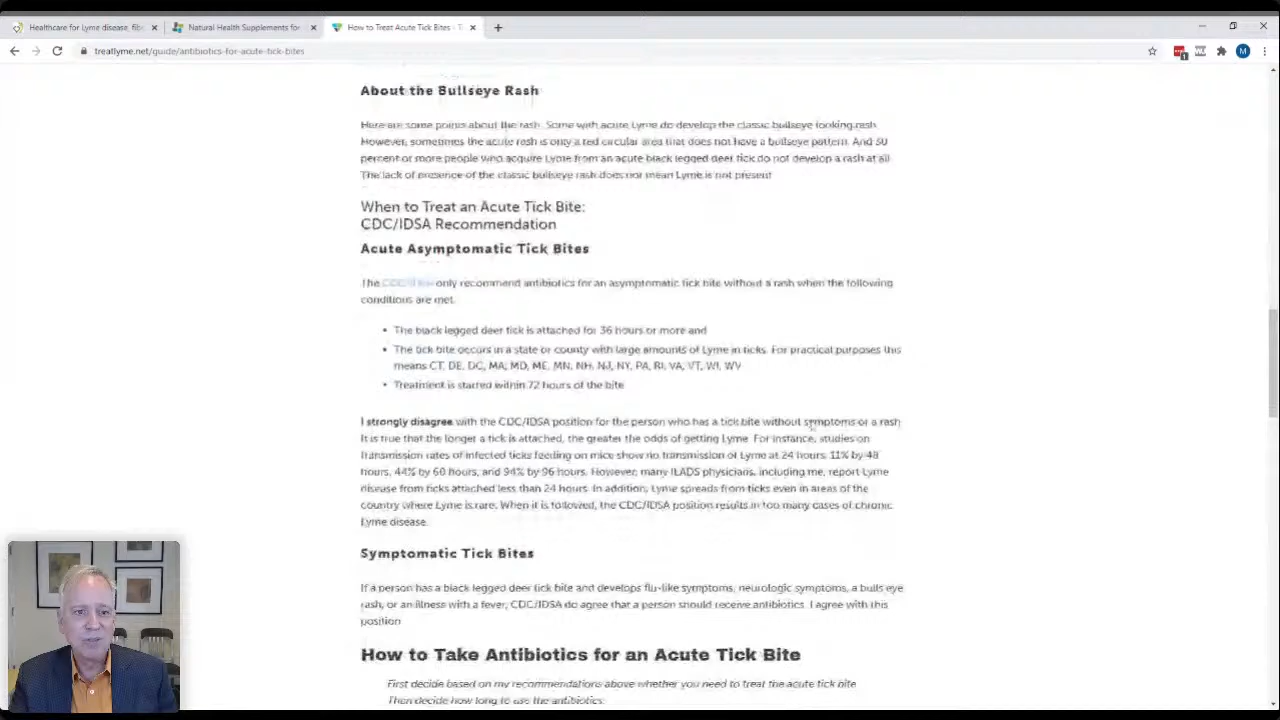 Healthcare for Lyme disease, fib
Natural Health Supplements for
How to Treat Acute Tick Bites - T
treatlyme.net/guide/antibiotics-for-acute-tick-bites
M
About the Bullseye Rash
Here are some points about the rash. Some with acute Lyme do develop the classic bullseye looking rash.
However, sometimes the acute rash is only a red circular area that does not have a bullseye pattern. And 30
percent or more people who acquire Lyme from an acute black legged deer tick do not develop a rash at all.
The lack of presence of the classic bullseye rash does not mean Lyme is not present
When to Treat an Acute Tick Bite:
CDC/IDSA Recommendation
Acute Asymptomatic Tick Bites
The CDC/IDSA only recommend antibiotics for an asymptomatic tick bite without a rash when the following
conditions are met.
• The black legged deer tick is attached for 36 hours or more and
• The tick bite occurs in a state or county with large amounts of Lyme in ticks. For practical purposes this
means CT, DE, DC, MA, MD, ME, MN, NH, NJ, NY, PA, RI, VA, VT, WI, WV
• Treatment is started within 72 hours of the bite
I strongly disagree with the CDC/IDSA position for the person who has a tick bite without symptoms or a rash.
It is true that the longer a tick is attached, the greater the odds of getting Lyme. For instance, studies on
transmission rates of infected ticks feeding on mice show no transmission of Lyme at 24 hours, 11% by 48
hours, 44% by 60 hours, and 94% by 96 hours. However, many ILADS physicians, including me, report Lyme
disease from ticks attached less than 24 hours. In addition, Lyme spreads from ticks even in areas of the
country where Lyme is rare. When it is followed, the CDC/IDSA position results in too many cases of chronic
Lyme disease.
Symptomatic Tick Bites
If a person has a black legged deer tick bite and develops flu-like symptoms, neurologic symptoms, a bulls eye
rash, or an illness with a fever, CDC/IDSA do agree that a person should receive antibiotics. I agree with this
position
How to Take Antibiotics for an Acute Tick Bite
First decide based on my recommendations above whether you need to treat the acute tick bite
Then decide how long to use the antibiotics.